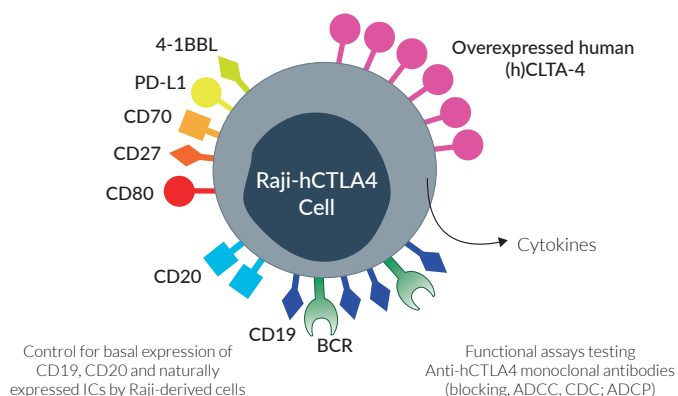 4-1BBL
PD-L1
CD70
CD27
CD80
Overexpressed human
(h)CLTA-4
Raji-hCTLA4
Cell
Cytokines
CD20
CD19
BCR
Control for basal expression of
CD19, CD20 and naturally
expressed ICs by Raji-derived cells
Functional assays testing
Anti-hCTLA4 monoclonal antibodies
(blocking, ADCC, CDC; ADCP)